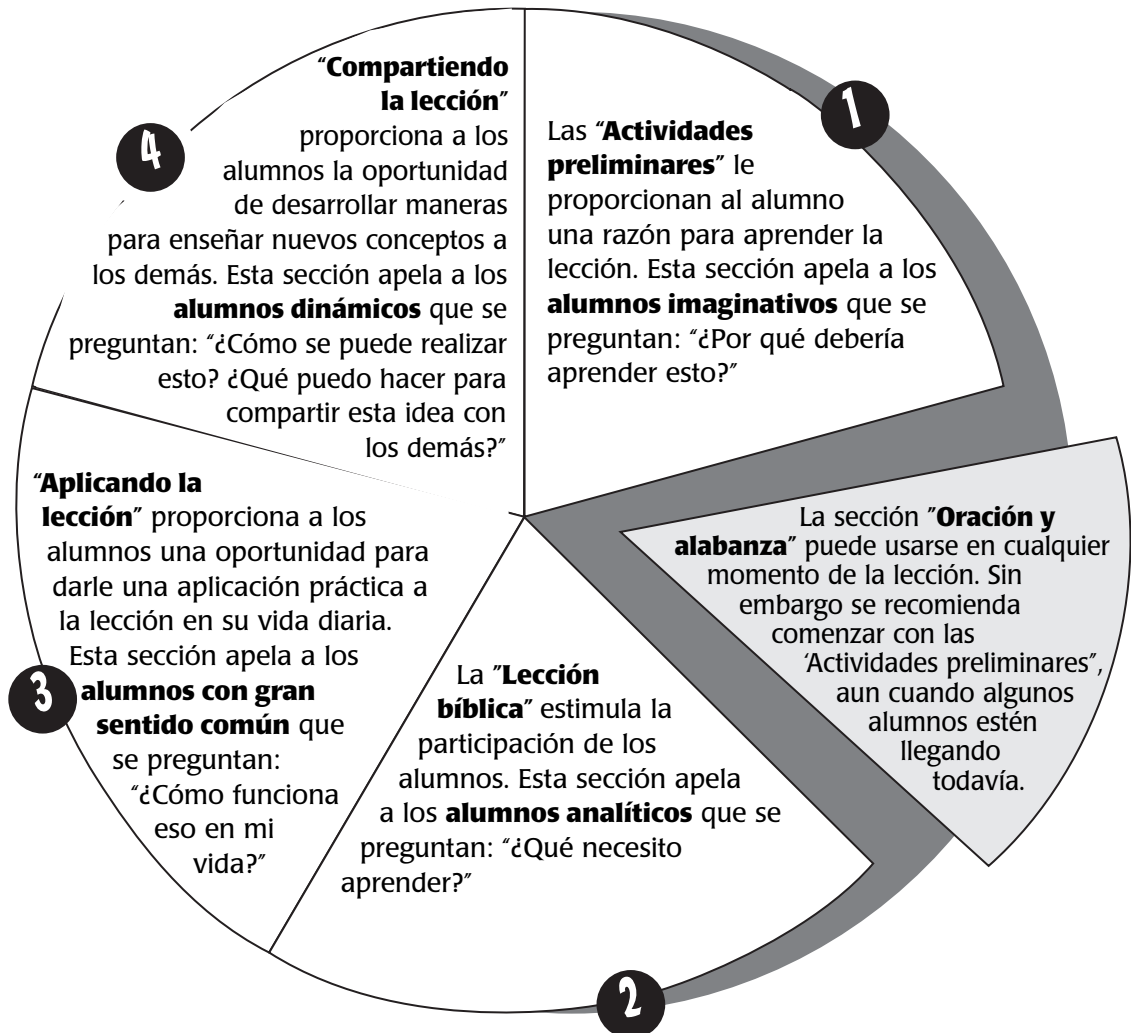 1
Las “Actividades
preliminares” le
proporcionan al alumno
una razón para aprender la
lección. Esta sección apela a los
alumnos imaginativos que se
preguntan: “¿Por qué debería
aprender esto?”
La sección ”Oración y
alabanza” puede usarse en cualquier
momento de la lección. Sin
embargo se recomienda
comenzar con las
‘Actividades preliminares”,
aun cuando algunos
alumnos estén
llegando
todavía.
2
La ”Lección
bíblica” estimula la
participación de los
alumnos. Esta sección apela
a los alumnos analíticos que se
preguntan: “¿Qué necesito
aprender?”
3
“Aplicando la
lección” proporciona a los
alumnos una oportunidad para
darle una aplicación práctica a
la lección en su vida diaria.
Esta sección apela a los
alumnos con gran
sentido común que
se preguntan:
“¿Cómo funciona
eso en mi
vida?”
4
“Compartiendo
la lección”
proporciona a los
alumnos la oportunidad
de desarrollar maneras
para enseñar nuevos conceptos a
los demás. Esta sección apela a los
alumnos dinámicos que se
preguntan: “¿Cómo se puede realizar
esto? ¿Qué puedo hacer para
compartir esta idea con
los demás?”